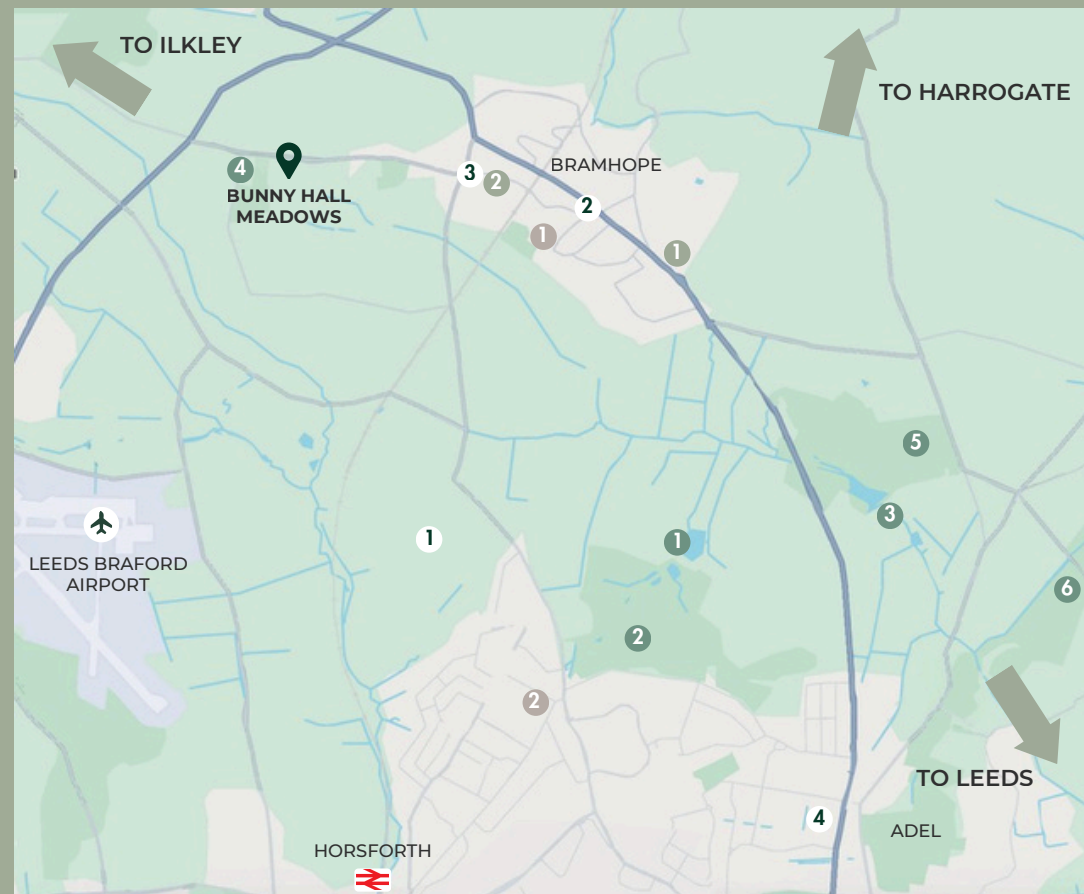 TO ILKLEY
TO HARROGATE
BRAMHOPE
4
3
2
BUNNY HALL
MEADOWS
2
1
1
5
3
1
1
LEEDS BRAFORD
AIRPORT
6
2
2
TO LEEDS
4
ADEL
HORSFORTH